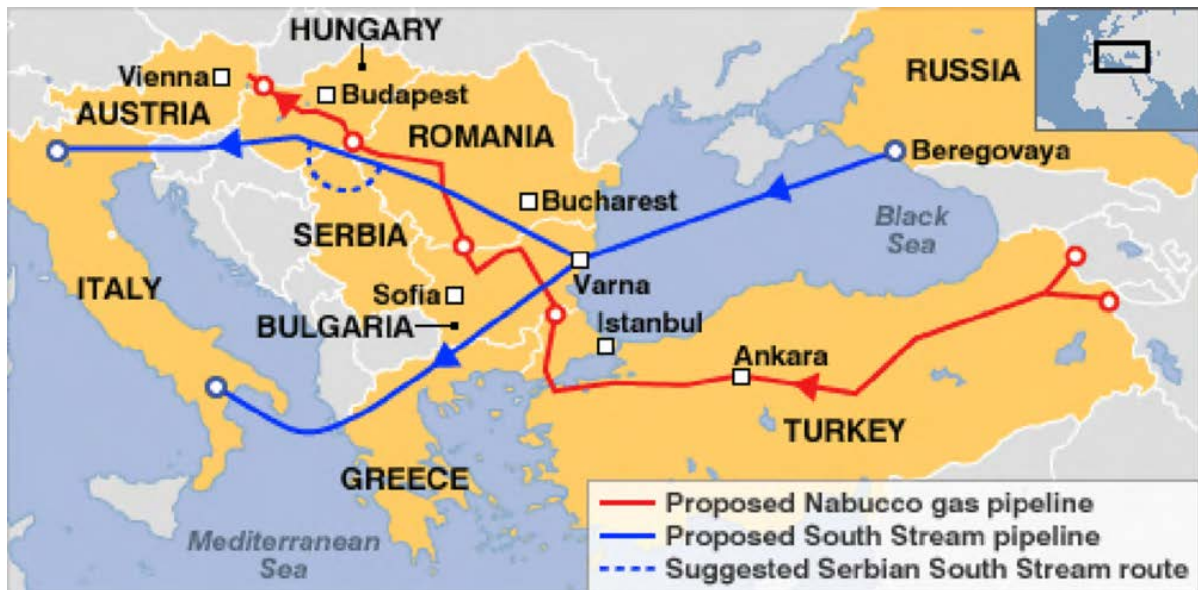 HUNGARY
Vienna
Budapest
AUSTRIA
ROMANIA
RUSSIA
Beregovaya
Bucharest
Black
Sea
SERBIA
Varna
ITALY
Sofia
BULGARIA
Istanbul
Ankara
TURKEY
GREECE
Mediterranean
Sea
Proposed Nabucco gas pipeline
Proposed South Stream pipeline
Suggested Serbian South Stream route